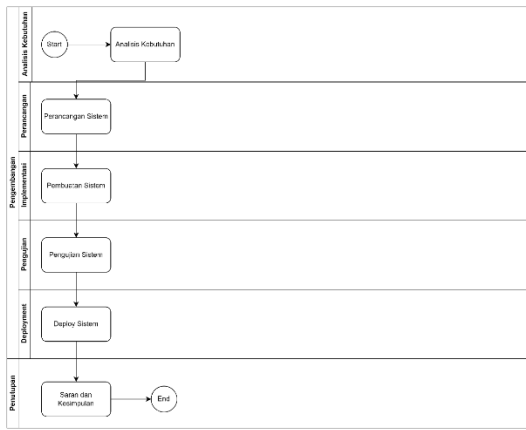 Pengembangan
Analisis Kebutuhan
Start
Analisis Kebutuhan
Perancangan
Perancangan Sistem
Implementasi
Pembuatan Sistem
Pengujian
Pengujian Sistem
Deployment
Deploy Sistem
Penutupan
Saran dan
Kesimpulan
End